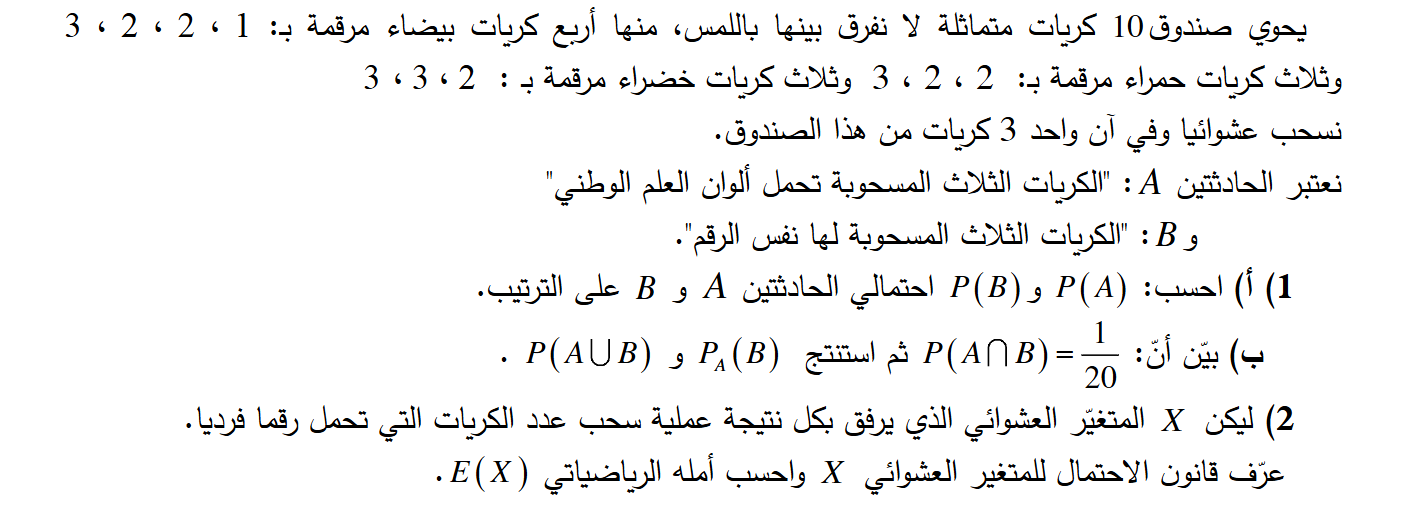 يحوي صندوق 10 كريات متماثلة لا نفرق بينها باللمس، منها أربع كريات بيضاء مرقمة بـ: 1 ، 2 ، 2 ، 3
وثلاث كريات حمراء مرقمة بـ: 2 ، 2 ، 3 وثلاث كريات خضراء مرقمة بـ : 2 ، 3 ، 3
نسحب عشوائيا وفي آن واحد 3 كريات من هذا الصندوق.
نعتبر الحادثتين A : "الكريات الثلاث المسحوبة تحمل ألوان العلم الوطني"
و B : "الكريات الثلاث المسحوبة لها نفس الرقم".
1) أ) احسب: P(A) و P(B) احتمالي الحادثتين A و B على الترتيب.
ب) بيّن أنّ: P(A∩B) = 1/20 ثم استنتج P_A(B) و P(A∪B) .
2) ليكن X المتغيّر العشوائي الذي يرفق بكل نتيجة عملية سحب عدد الكريات التي تحمل رقما فرديا.
عرّف قانون الاحتمال للمتغير العشوائي X واحسب أمله الرياضياتي E(X) .